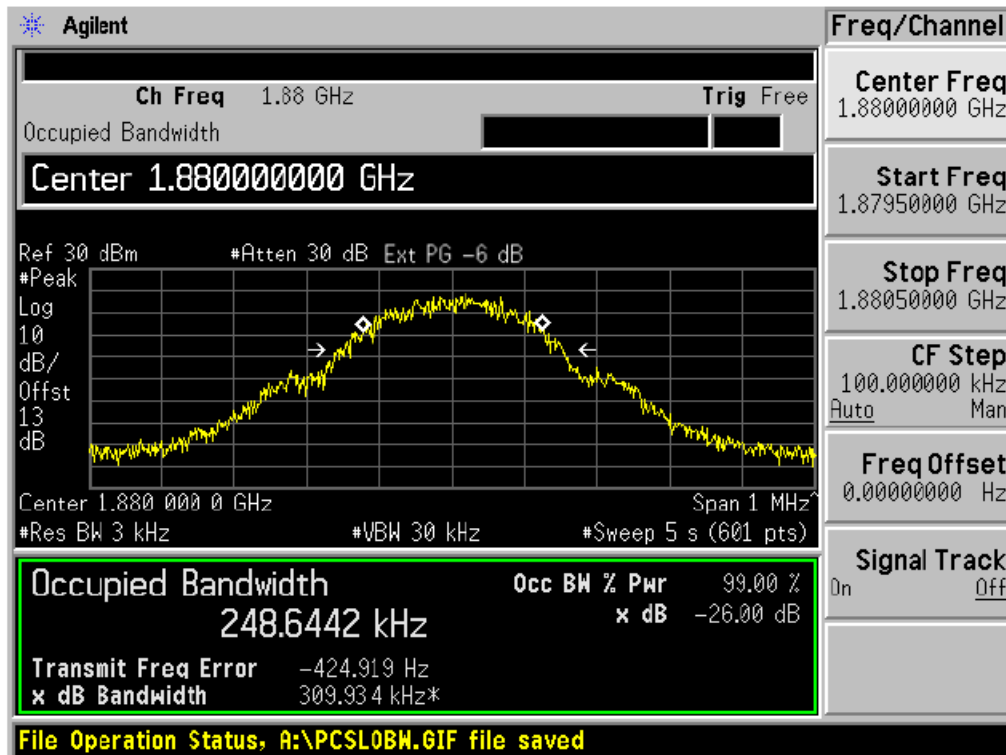 Agilent
Freq/Channel
Ch Freq 1.88 GHz Trig Free
Occupied Bandwidth
Center 1.880000000 GHz
Ref 30 dBm #Atten 30 dB Ext PG -6 dB
#Peak
Log
10
dB/
Offst
13
dB
Center 1.880 000 0 GHz Span 1 MHz^
#Res BW 3 kHz #VBW 30 kHz #Sweep 5 s (601 pts)
Occupied Bandwidth
248.6442 kHz
Occ BW % Pwr 99.00 %
x dB -26.00 dB
Transmit Freq Error -424.919 Hz
x dB Bandwidth 309.934 kHz*
File Operation Status, A:\PCSLOBW.GIF file saved
Center Freq
1.88000000 GHz
Start Freq
1.87950000 GHz
Stop Freq
1.88050000 GHz
CF Step
100.000000 kHz
Auto Man
Freq Offset
0.00000000 Hz
Signal Track
On Off